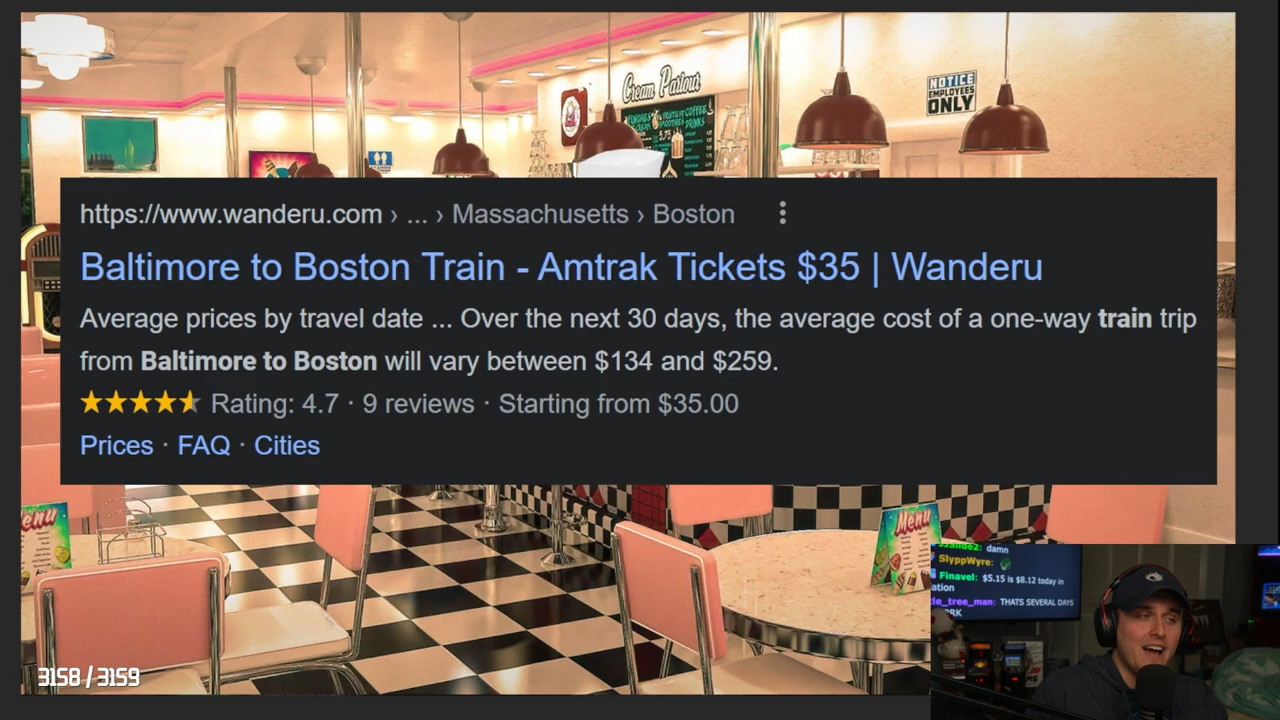 Cream Parlour
NOTICE
EMPLOYEES
ONLY
https://www.wanderu.com › ... › Massachusetts › Boston
Baltimore to Boston Train - Amtrak Tickets $35 | Wanderu
Average prices by travel date ... Over the next 30 days, the average cost of a one-way train trip
from Baltimore to Boston will vary between $134 and $259.
Rating: 4.7 · 9 reviews · Starting from $35.00
Prices · FAQ · Cities
Menu
Menu
damn
SlyppWyre:
Finavel: $5.15 is $8.12 today in
ation
le_tree_man: THATS SEVERAL DAYS
3158 / 3159